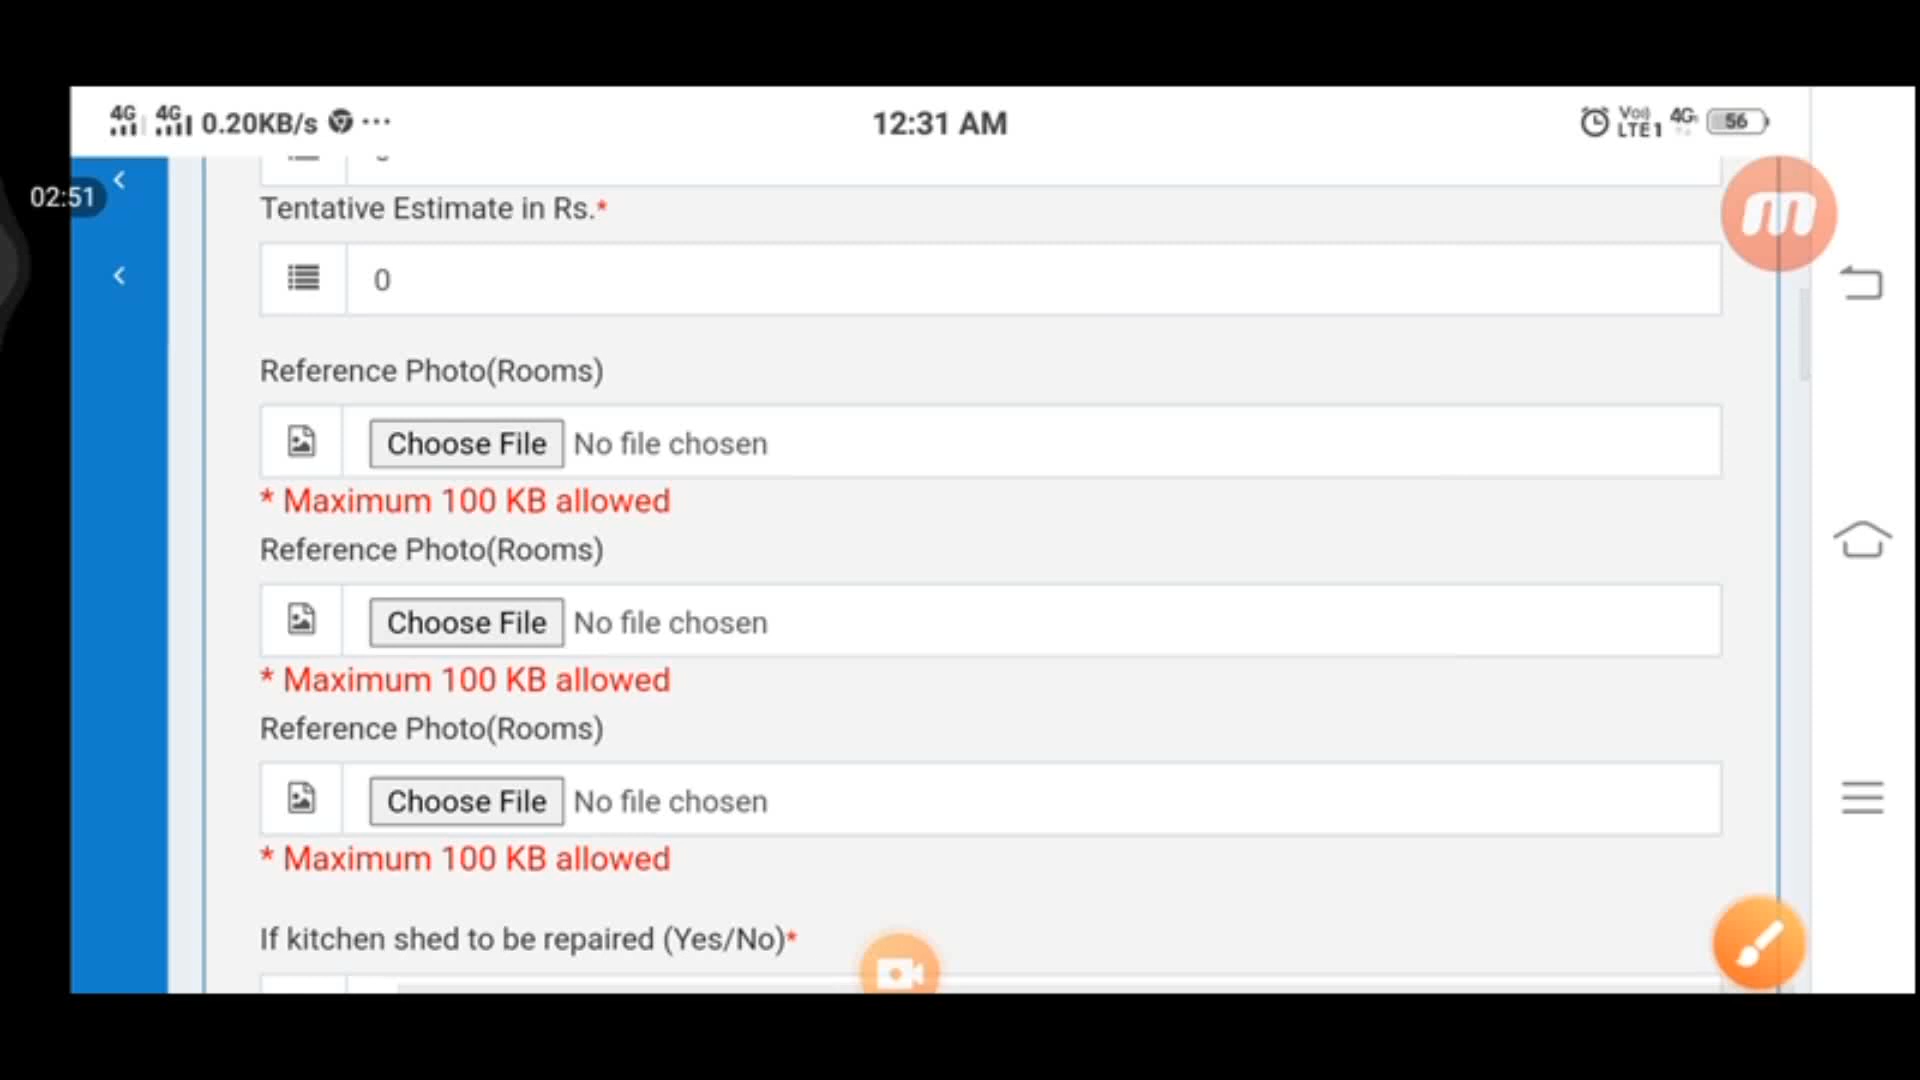 4G 4G 0.20KB/s ... 12:31 AM Vo) LTE1 4G 56
02:51
Tentative Estimate in Rs.*
0
Reference Photo(Rooms)
Choose File No file chosen
* Maximum 100 KB allowed
Reference Photo(Rooms)
Choose File No file chosen
* Maximum 100 KB allowed
Reference Photo(Rooms)
Choose File No file chosen
* Maximum 100 KB allowed
If kitchen shed to be repaired (Yes/No)*